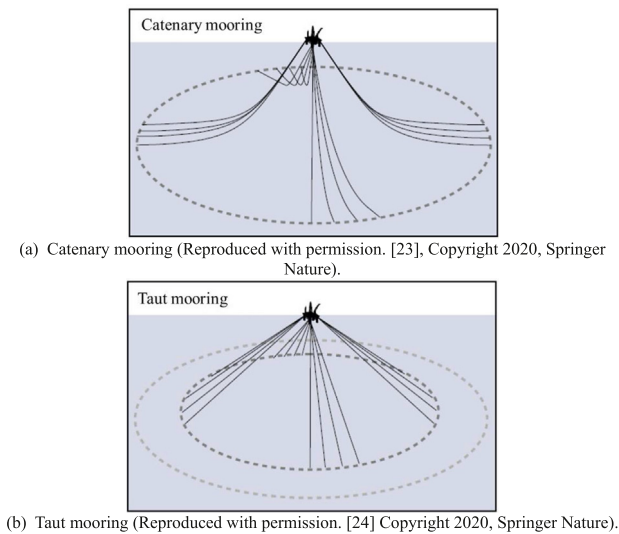 Catenary mooring
(a) Catenary mooring (Reproduced with permission. [23], Copyright 2020, Springer
Nature).
Taut mooring
(b) Taut mooring (Reproduced with permission. [24] Copyright 2020, Springer Nature).